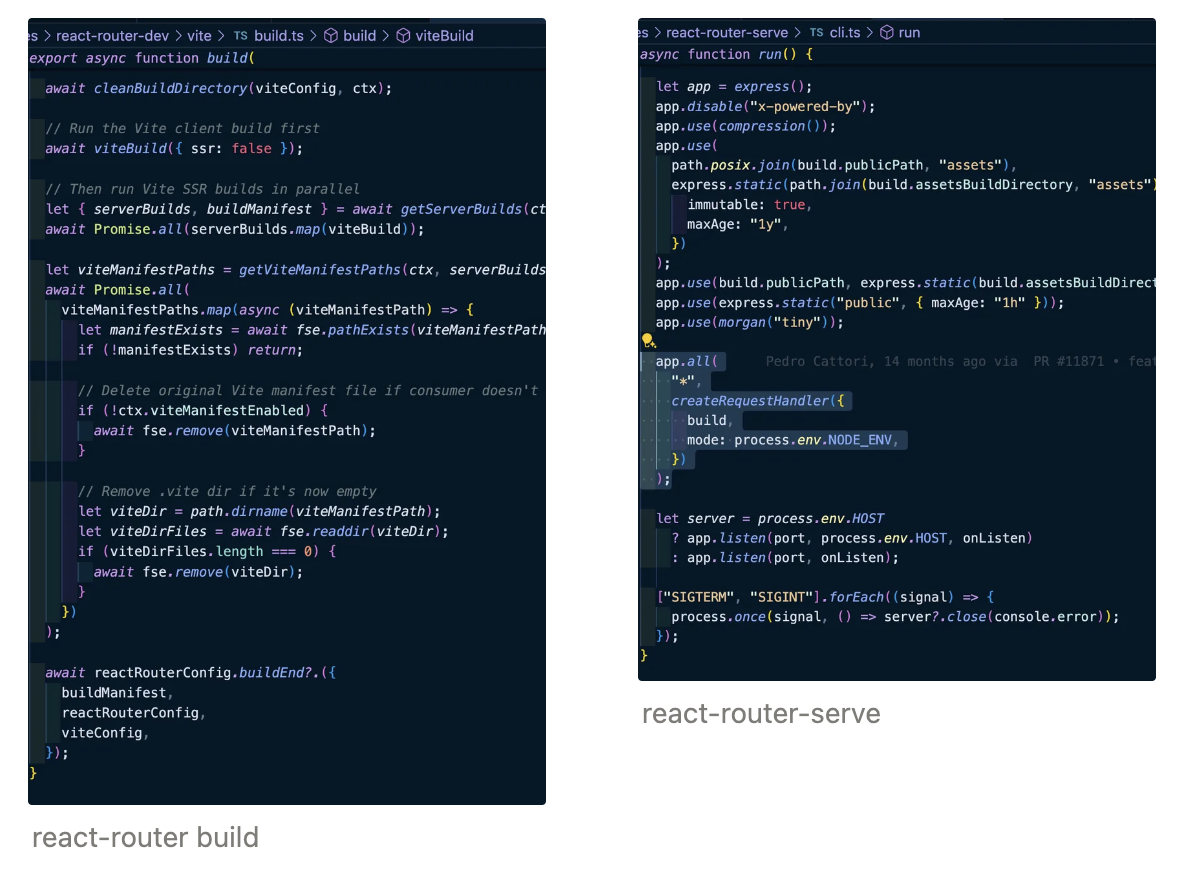 es > react-router-dev > vite > TS build.ts > build > viteBuild
export async function build(
await cleanBuildDirectory(viteConfig, ctx);
// Run the Vite client build first
await viteBuild({ ssr: false });
// Then run Vite SSR builds in parallel
let { serverBuilds, buildManifest } = await getServerBuilds(ct
await Promise.all(serverBuilds.map(viteBuild));
let viteManifestPaths = getViteManifestPaths(ctx, serverBuilds
await Promise.all(
viteManifestPaths.map(async (viteManifestPath) => {
let manifestExists = await fse.pathExists(viteManifestPath
if (!manifestExists) return;
// Delete original Vite manifest file if consumer doesn't
if (!ctx.viteManifestEnabled) {
await fse.remove(viteManifestPath);
}
// Remove .vite dir if it's now empty
let viteDir = path.dirname(viteManifestPath);
let viteDirFiles = await fse.readdir(viteDir);
if (viteDirFiles.length === 0) {
await fse.remove(viteDir);
}
})
);
await reactRouterConfig.buildEnd?.({
buildManifest,
reactRouterConfig,
viteConfig,
});
}
react-router build
es > react-router-serve > TS cli.ts > run
async function run() {
let app = express();
app.disable("x-powered-by");
app.use(compression());
app.use(
path.posix.join(build.publicPath, "assets"),
express.static(path.join(build.assetsBuildDirectory, "assets")
immutable: true,
maxAge: "1y",
})
);
app.use(build.publicPath, express.static(build.assetsBuildDirect
app.use(express.static("public", { maxAge: "1h" }));
app.use(morgan("tiny"));
app.all( Pedro Cattori, 14 months ago via PR #11871 • feat
"*",
createRequestHandler({
build,
mode: process.env.NODE_ENV,
})
);
let server = process.env.HOST
? app.listen(port, process.env.HOST, onListen)
: app.listen(port, onListen);
["SIGTERM", "SIGINT"].forEach((signal) => {
process.once(signal, () => server?.close(console.error));
});
}
react-router-serve